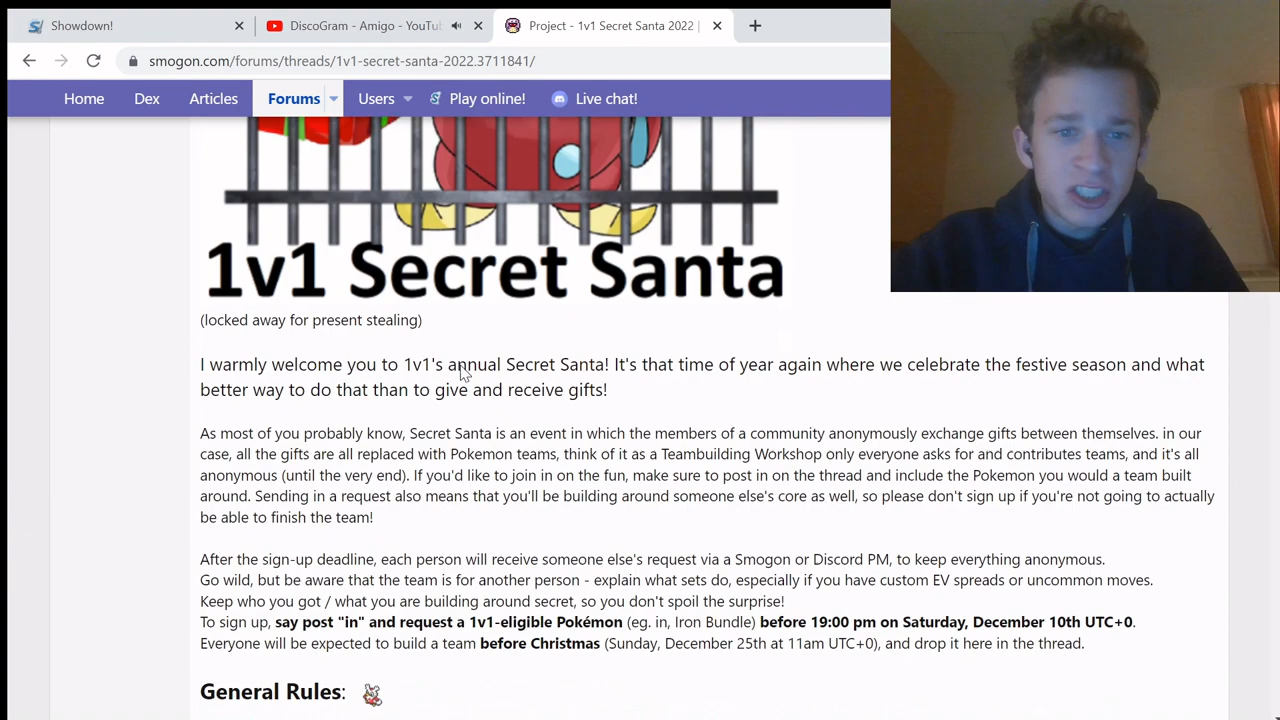 Showdown!
DiscoGram - Amigo - YouTu
Project - 1v1 Secret Santa 2022 |
smogon.com/forums/threads/1v1-secret-santa-2022.3711841/
Home Dex Articles Forums Users Play online! Live chat!
1v1 Secret Santa
(locked away for present stealing)
I warmly welcome you to 1v1's annual Secret Santa! It's that time of year again where we celebrate the festive season and what
better way to do that than to give and receive gifts!
As most of you probably know, Secret Santa is an event in which the members of a community anonymously exchange gifts between themselves. in our
case, all the gifts are all replaced with Pokemon teams, think of it as a Teambuilding Workshop only everyone asks for and contributes teams, and it's all
anonymous (until the very end). If you'd like to join in on the fun, make sure to post in on the thread and include the Pokemon you would a team built
around. Sending in a request also means that you'll be building around someone else's core as well, so please don't sign up if you're not going to actually
be able to finish the team!
After the sign-up deadline, each person will receive someone else's request via a Smogon or Discord PM, to keep everything anonymous.
Go wild, but be aware that the team is for another person - explain what sets do, especially if you have custom EV spreads or uncommon moves.
Keep who you got / what you are building around secret, so you don't spoil the surprise!
To sign up, say post "in" and request a 1v1-eligible Pokémon (eg. in, Iron Bundle) before 19:00 pm on Saturday, December 10th UTC+0.
Everyone will be expected to build a team before Christmas (Sunday, December 25th at 11am UTC+0), and drop it here in the thread.
General Rules: